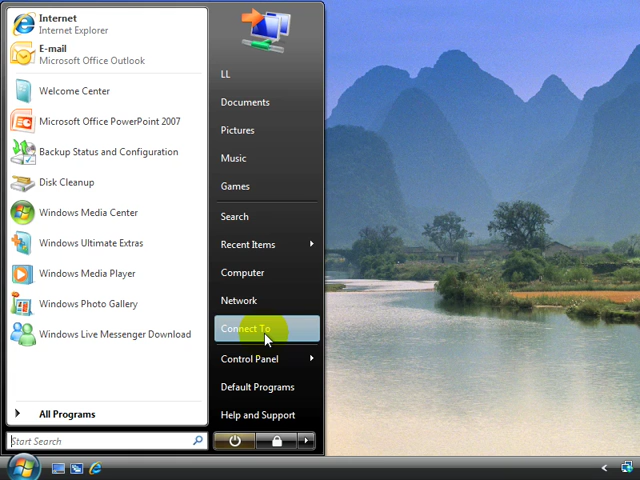 Internet
Internet Explorer
E-mail
Microsoft Office Outlook
Welcome Center
Microsoft Office PowerPoint 2007
Backup Status and Configuration
Disk Cleanup
Windows Media Center
Windows Ultimate Extras
Windows Media Player
Windows Photo Gallery
Windows Live Messenger Download
All Programs
Start Search
LL
Documents
Pictures
Music
Games
Search
Recent Items
Computer
Network
Connect To
Control Panel
Default Programs
Help and Support